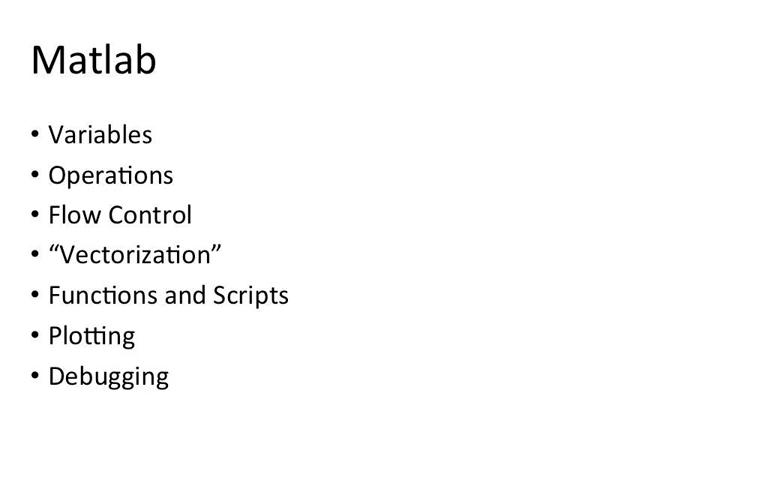 Matlab
• Variables
• Operations
• Flow Control
• “Vectorization”
• Functions and Scripts
• Plotting
• Debugging